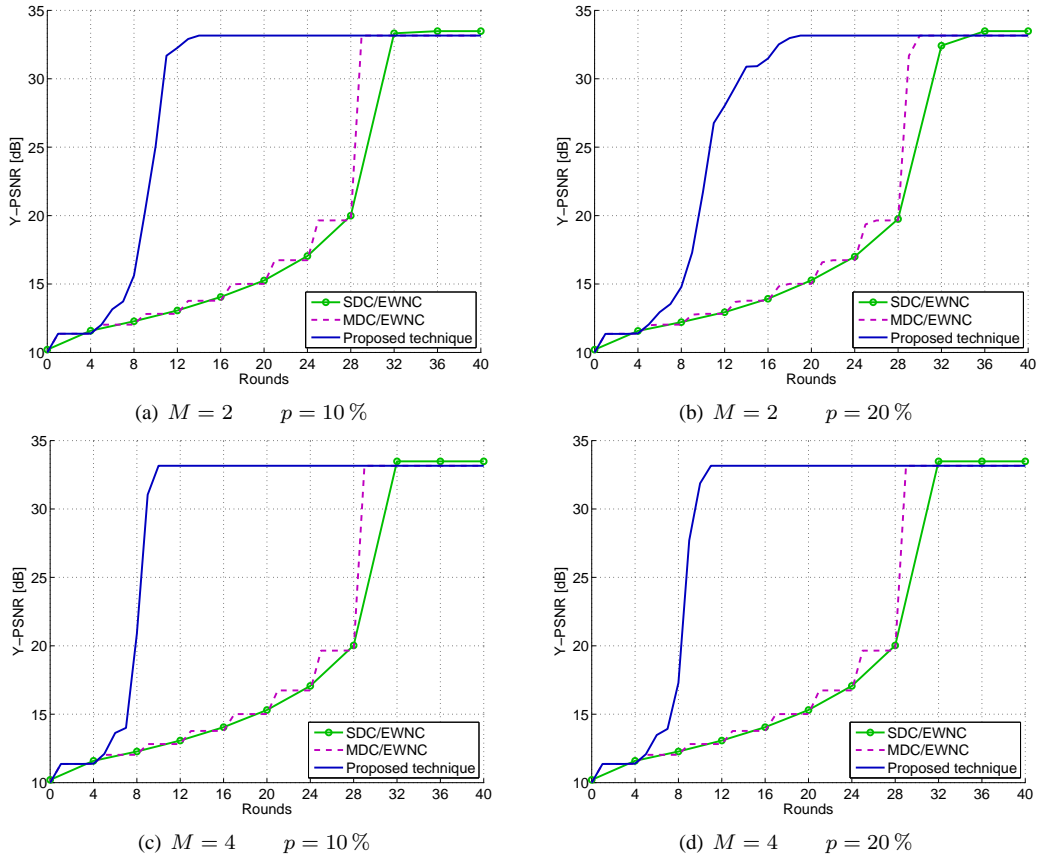 35
30
25
20
15
10
Y−PSNR [dB]
0 4 8 12 16 20 24 28 32 36 40
Rounds
SDC/EWNC
MDC/EWNC
Proposed technique
(a) M = 2 p = 10 %
35
30
25
20
15
10
Y−PSNR [dB]
0 4 8 12 16 20 24 28 32 36 40
Rounds
SDC/EWNC
MDC/EWNC
Proposed technique
(b) M = 2 p = 20 %
35
30
25
20
15
10
Y−PSNR [dB]
0 4 8 12 16 20 24 28 32 36 40
Rounds
SDC/EWNC
MDC/EWNC
Proposed technique
(c) M = 4 p = 10 %
35
30
25
20
15
10
Y−PSNR [dB]
0 4 8 12 16 20 24 28 32 36 40
Rounds
SDC/EWNC
MDC/EWNC
Proposed technique
(d) M = 4 p = 20 %